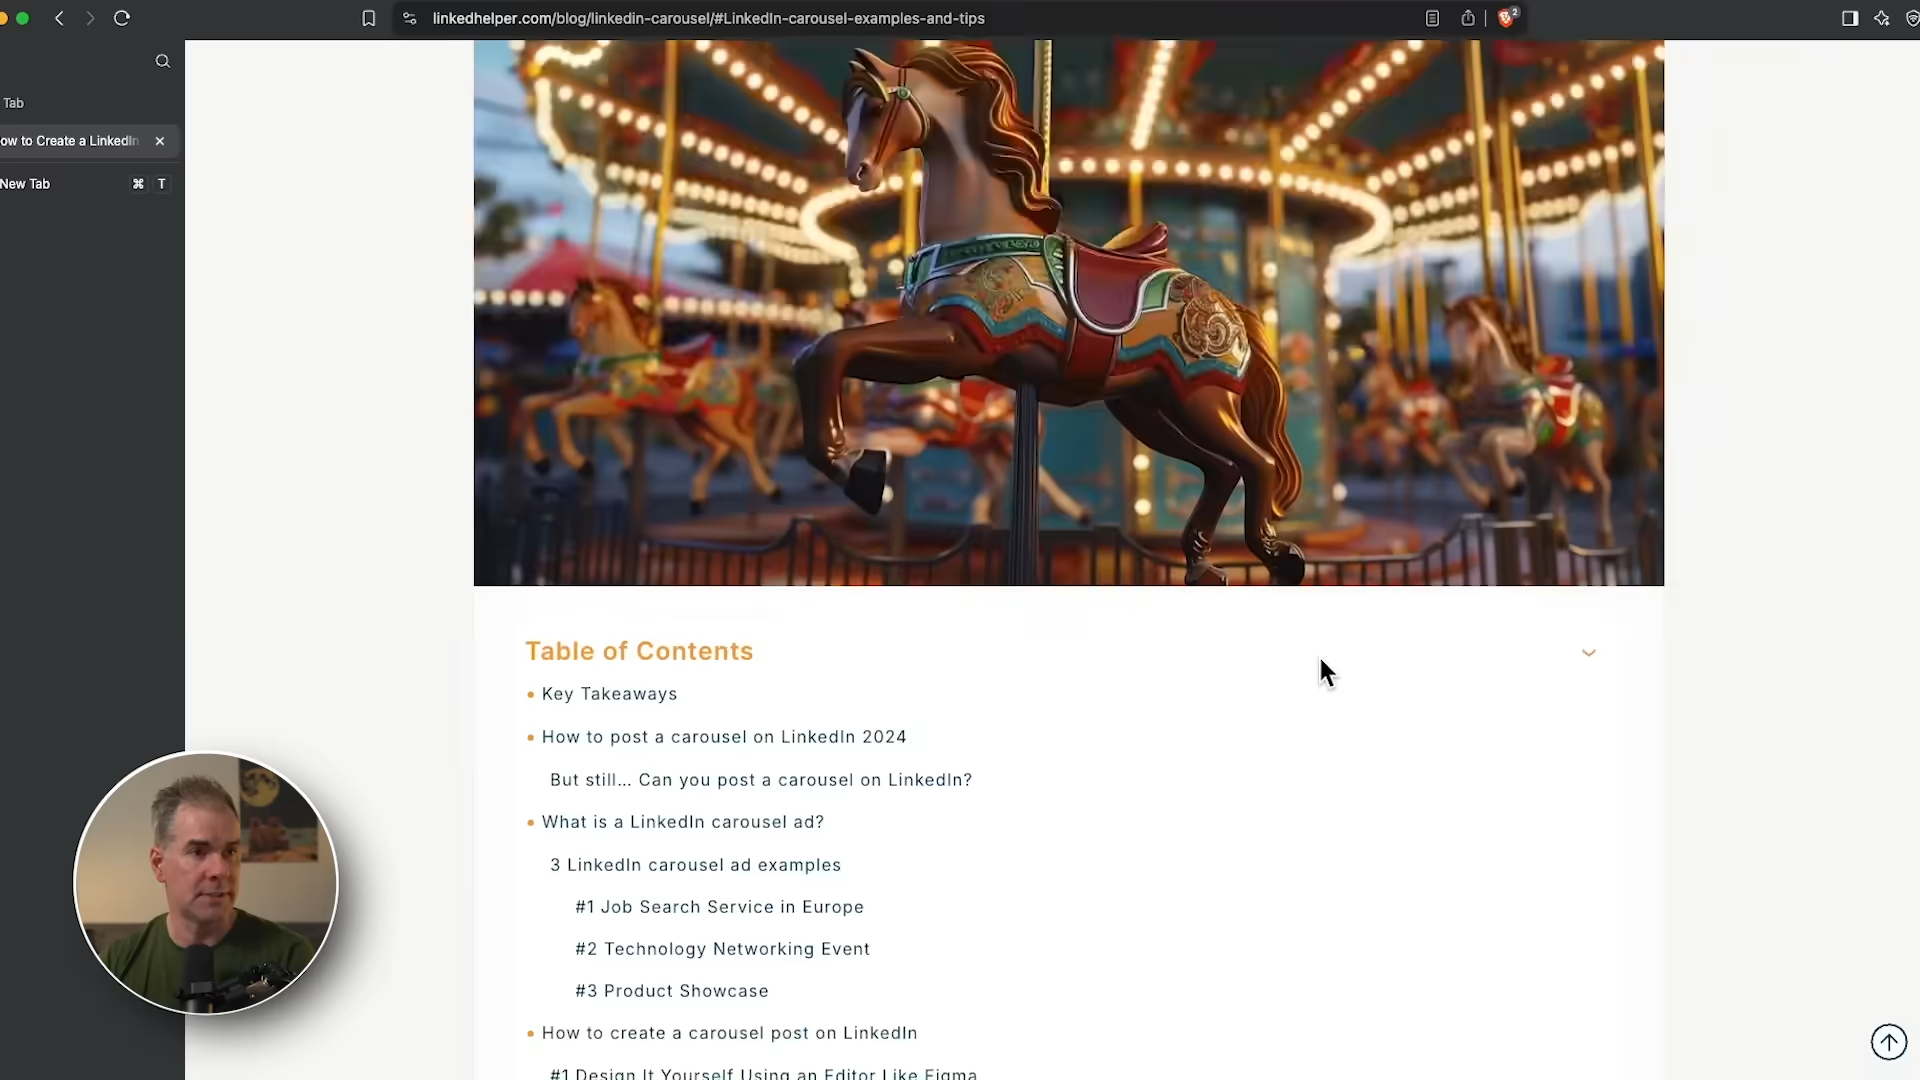 linkedhelper.com/blog/linkedin-carousel/#LinkedIn-carousel-examples-and-tips
2
Tab
ow to Create a LinkedIn
New Tab ⌘ T
Table of Contents
• Key Takeaways
• How to post a carousel on LinkedIn 2024
But still... Can you post a carousel on LinkedIn?
• What is a LinkedIn carousel ad?
3 LinkedIn carousel ad examples
#1 Job Search Service in Europe
#2 Technology Networking Event
#3 Product Showcase
• How to create a carousel post on LinkedIn
#1 Design It Yourself Using an Editor Like Figma